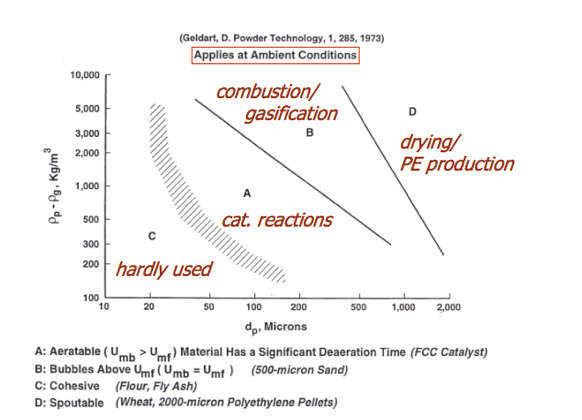 (Geldart, D. Powder Technology, 1, 285, 1973)
Applies at Ambient Conditions
10,000
5,000
3,000
2,000
1,000
500
300
200
100
ρp - ρg, Kg/m³
combustion/
gasification
B
D
drying/
PE production
A
cat. reactions
C
hardly used
10
20
50
100
200
500
1,000
2,000
dp, Microns
A: Aeratable ( Umb > Umf ) Material Has a Significant Deaeration Time (FCC Catalyst)
B: Bubbles Above Umf ( Umb = Umf ) (500-micron Sand)
C: Cohesive (Flour, Fly Ash)
D: Spoutable (Wheat, 2000-micron Polyethylene Pellets)